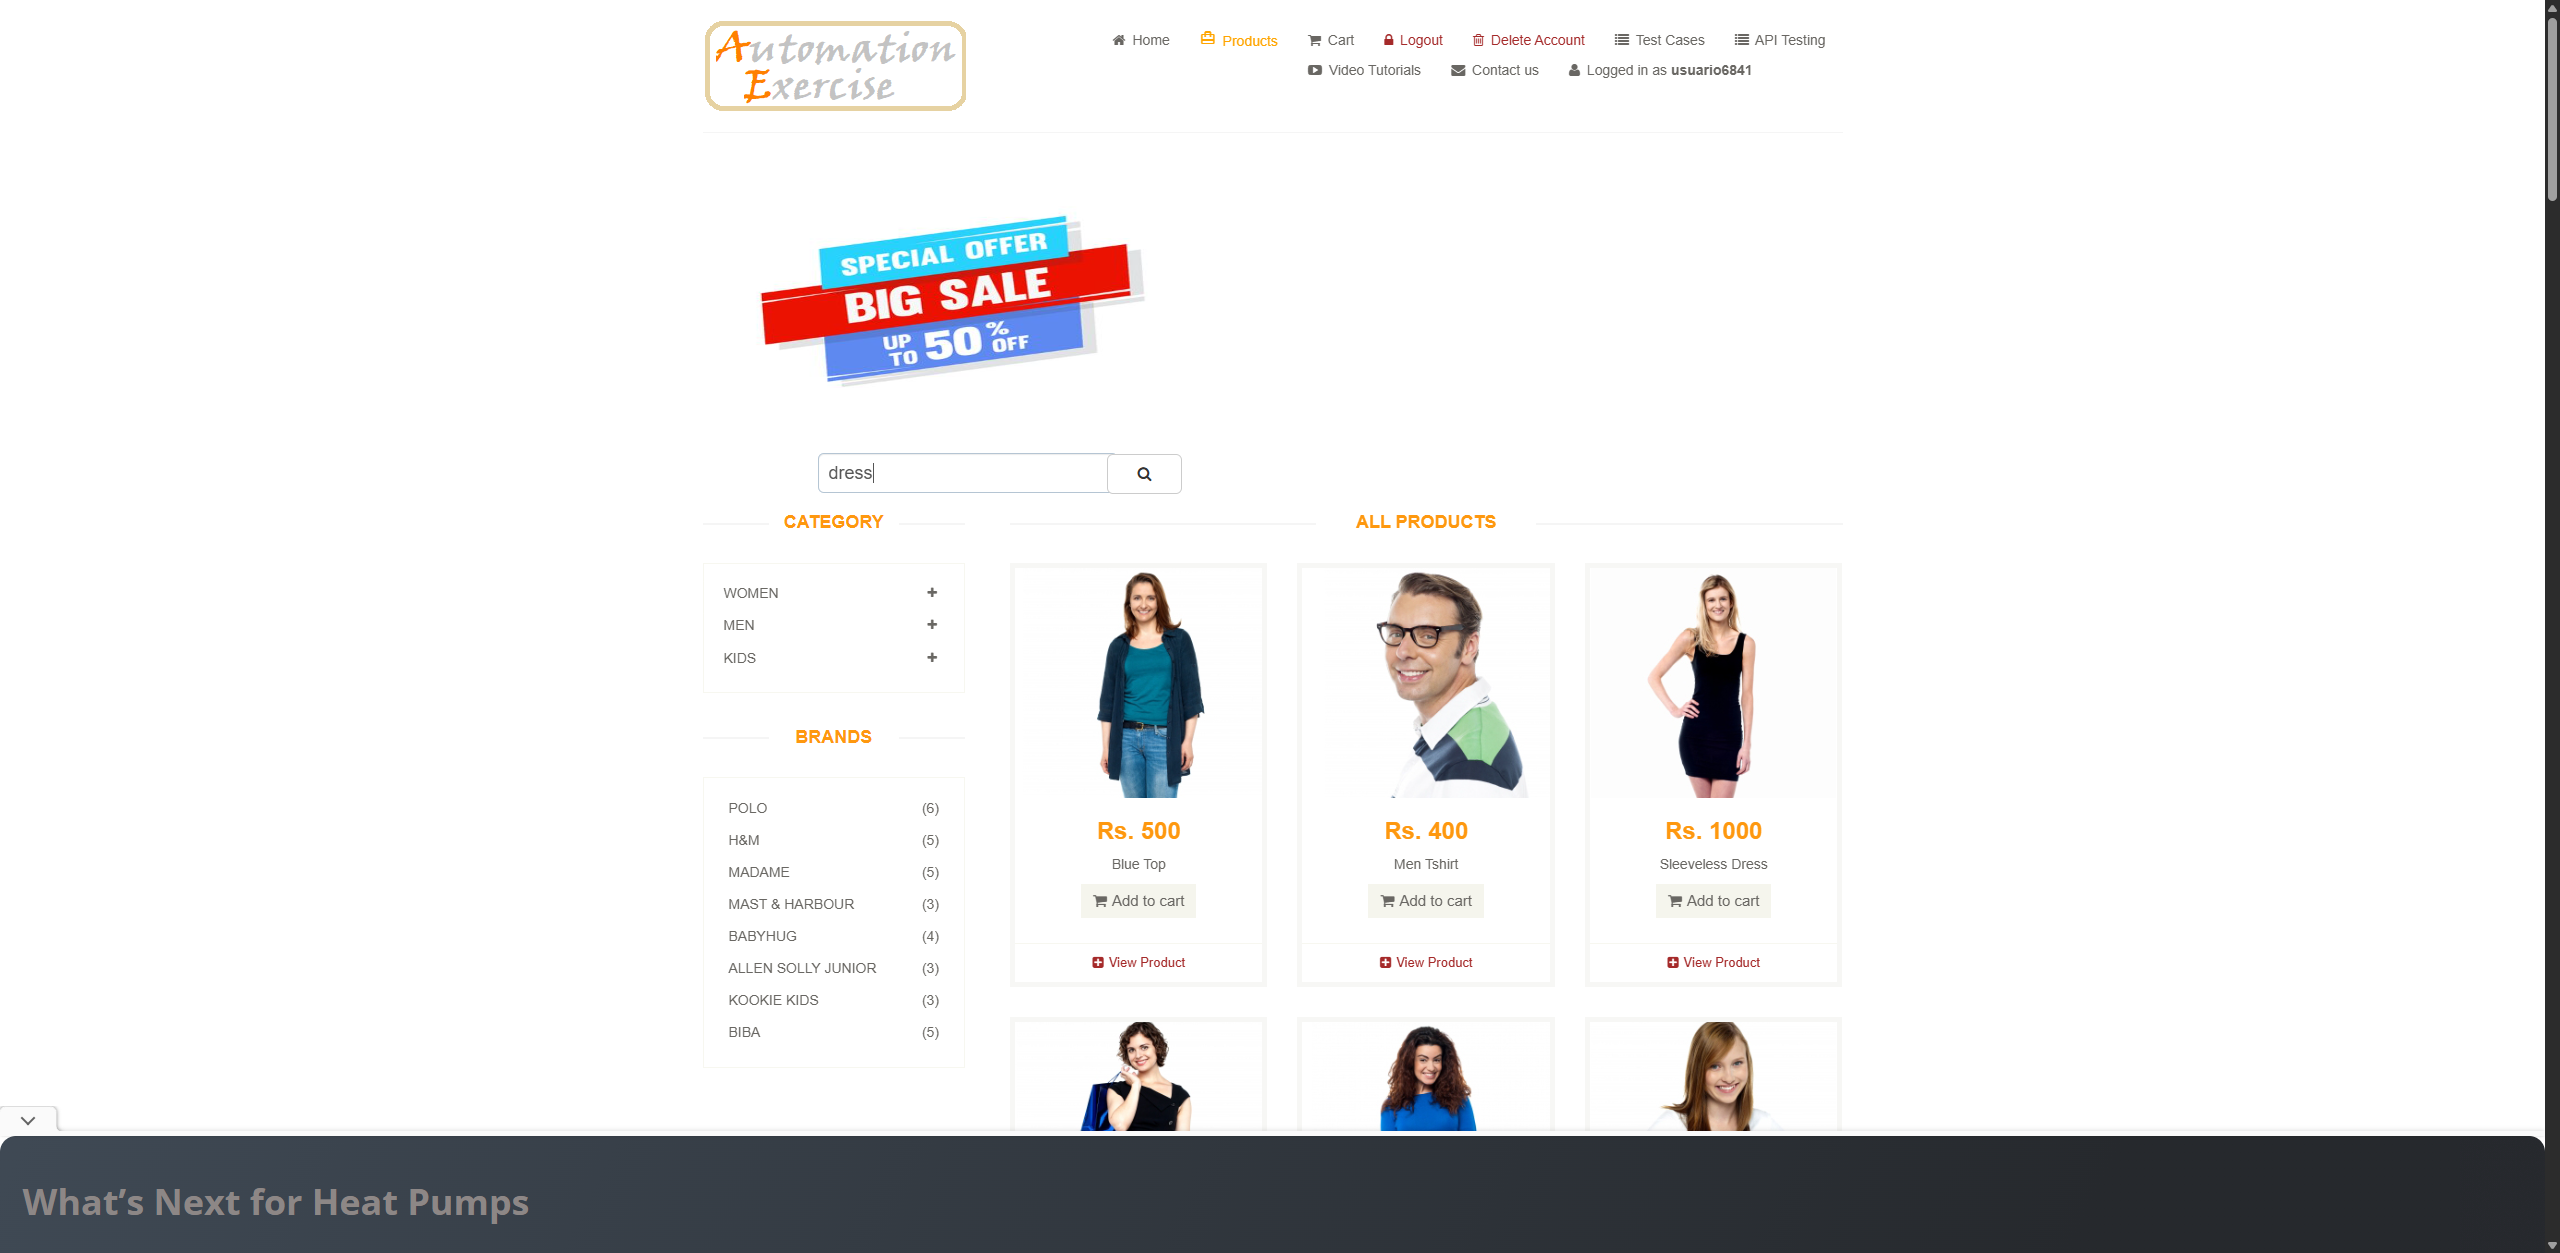 Automation
Exercise
Home
Products
Cart
Logout
Delete Account
Test Cases
API Testing
Video Tutorials
Contact us
Logged in as usuario6841
SPECIAL OFFER
BIG SALE
UP TO 50% OFF
dress
CATEGORY
WOMEN
MEN
KIDS
BRANDS
POLO (6)
H&M (5)
MADAME (5)
MAST & HARBOUR (3)
BABYHUG (4)
ALLEN SOLLY JUNIOR (3)
KOOKIE KIDS (3)
BIBA (5)
ALL PRODUCTS
Rs. 500
Blue Top
Add to cart
View Product
Rs. 400
Men Tshirt
Add to cart
View Product
Rs. 1000
Sleeveless Dress
Add to cart
View Product
What’s Next for Heat Pumps